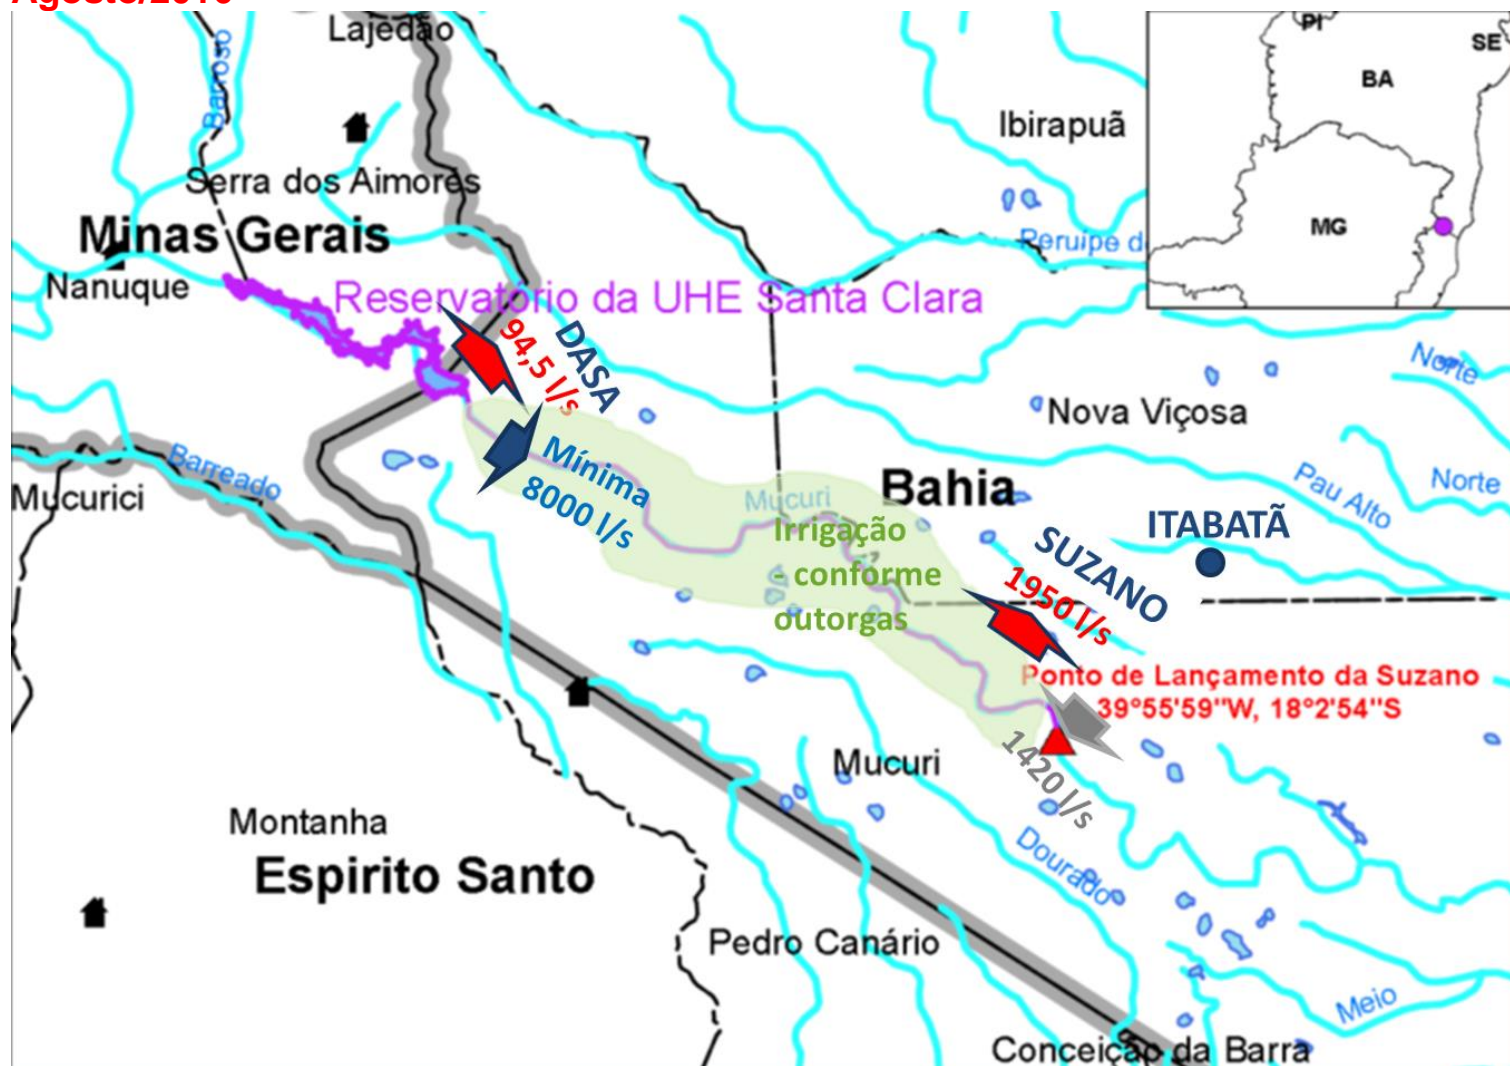 Lajedão
PI
SE
BA
Barroso
Ibirapuã
Serra dos Aimorés
Minas Gerais
MG
Peruipe d
Nanuque
Reservatório da UHE Santa Clara
94,5 l/s
DASA
Norte
Nova Viçosa
Mínima
8000 l/s
Barreado
Mucurici
Bahia
Mucuri
Pau Alto
Norte
Irrigação
- conforme
outorgas
SUZANO
1950 l/s
ITABATÃ
Ponto de Lançamento da Suzano
39°55'59"W, 18°2'54"S
1420 l/s
Mucuri
Montanha
Espirito Santo
Dourado
Pedro Canário
Meio
Conceição da Barra